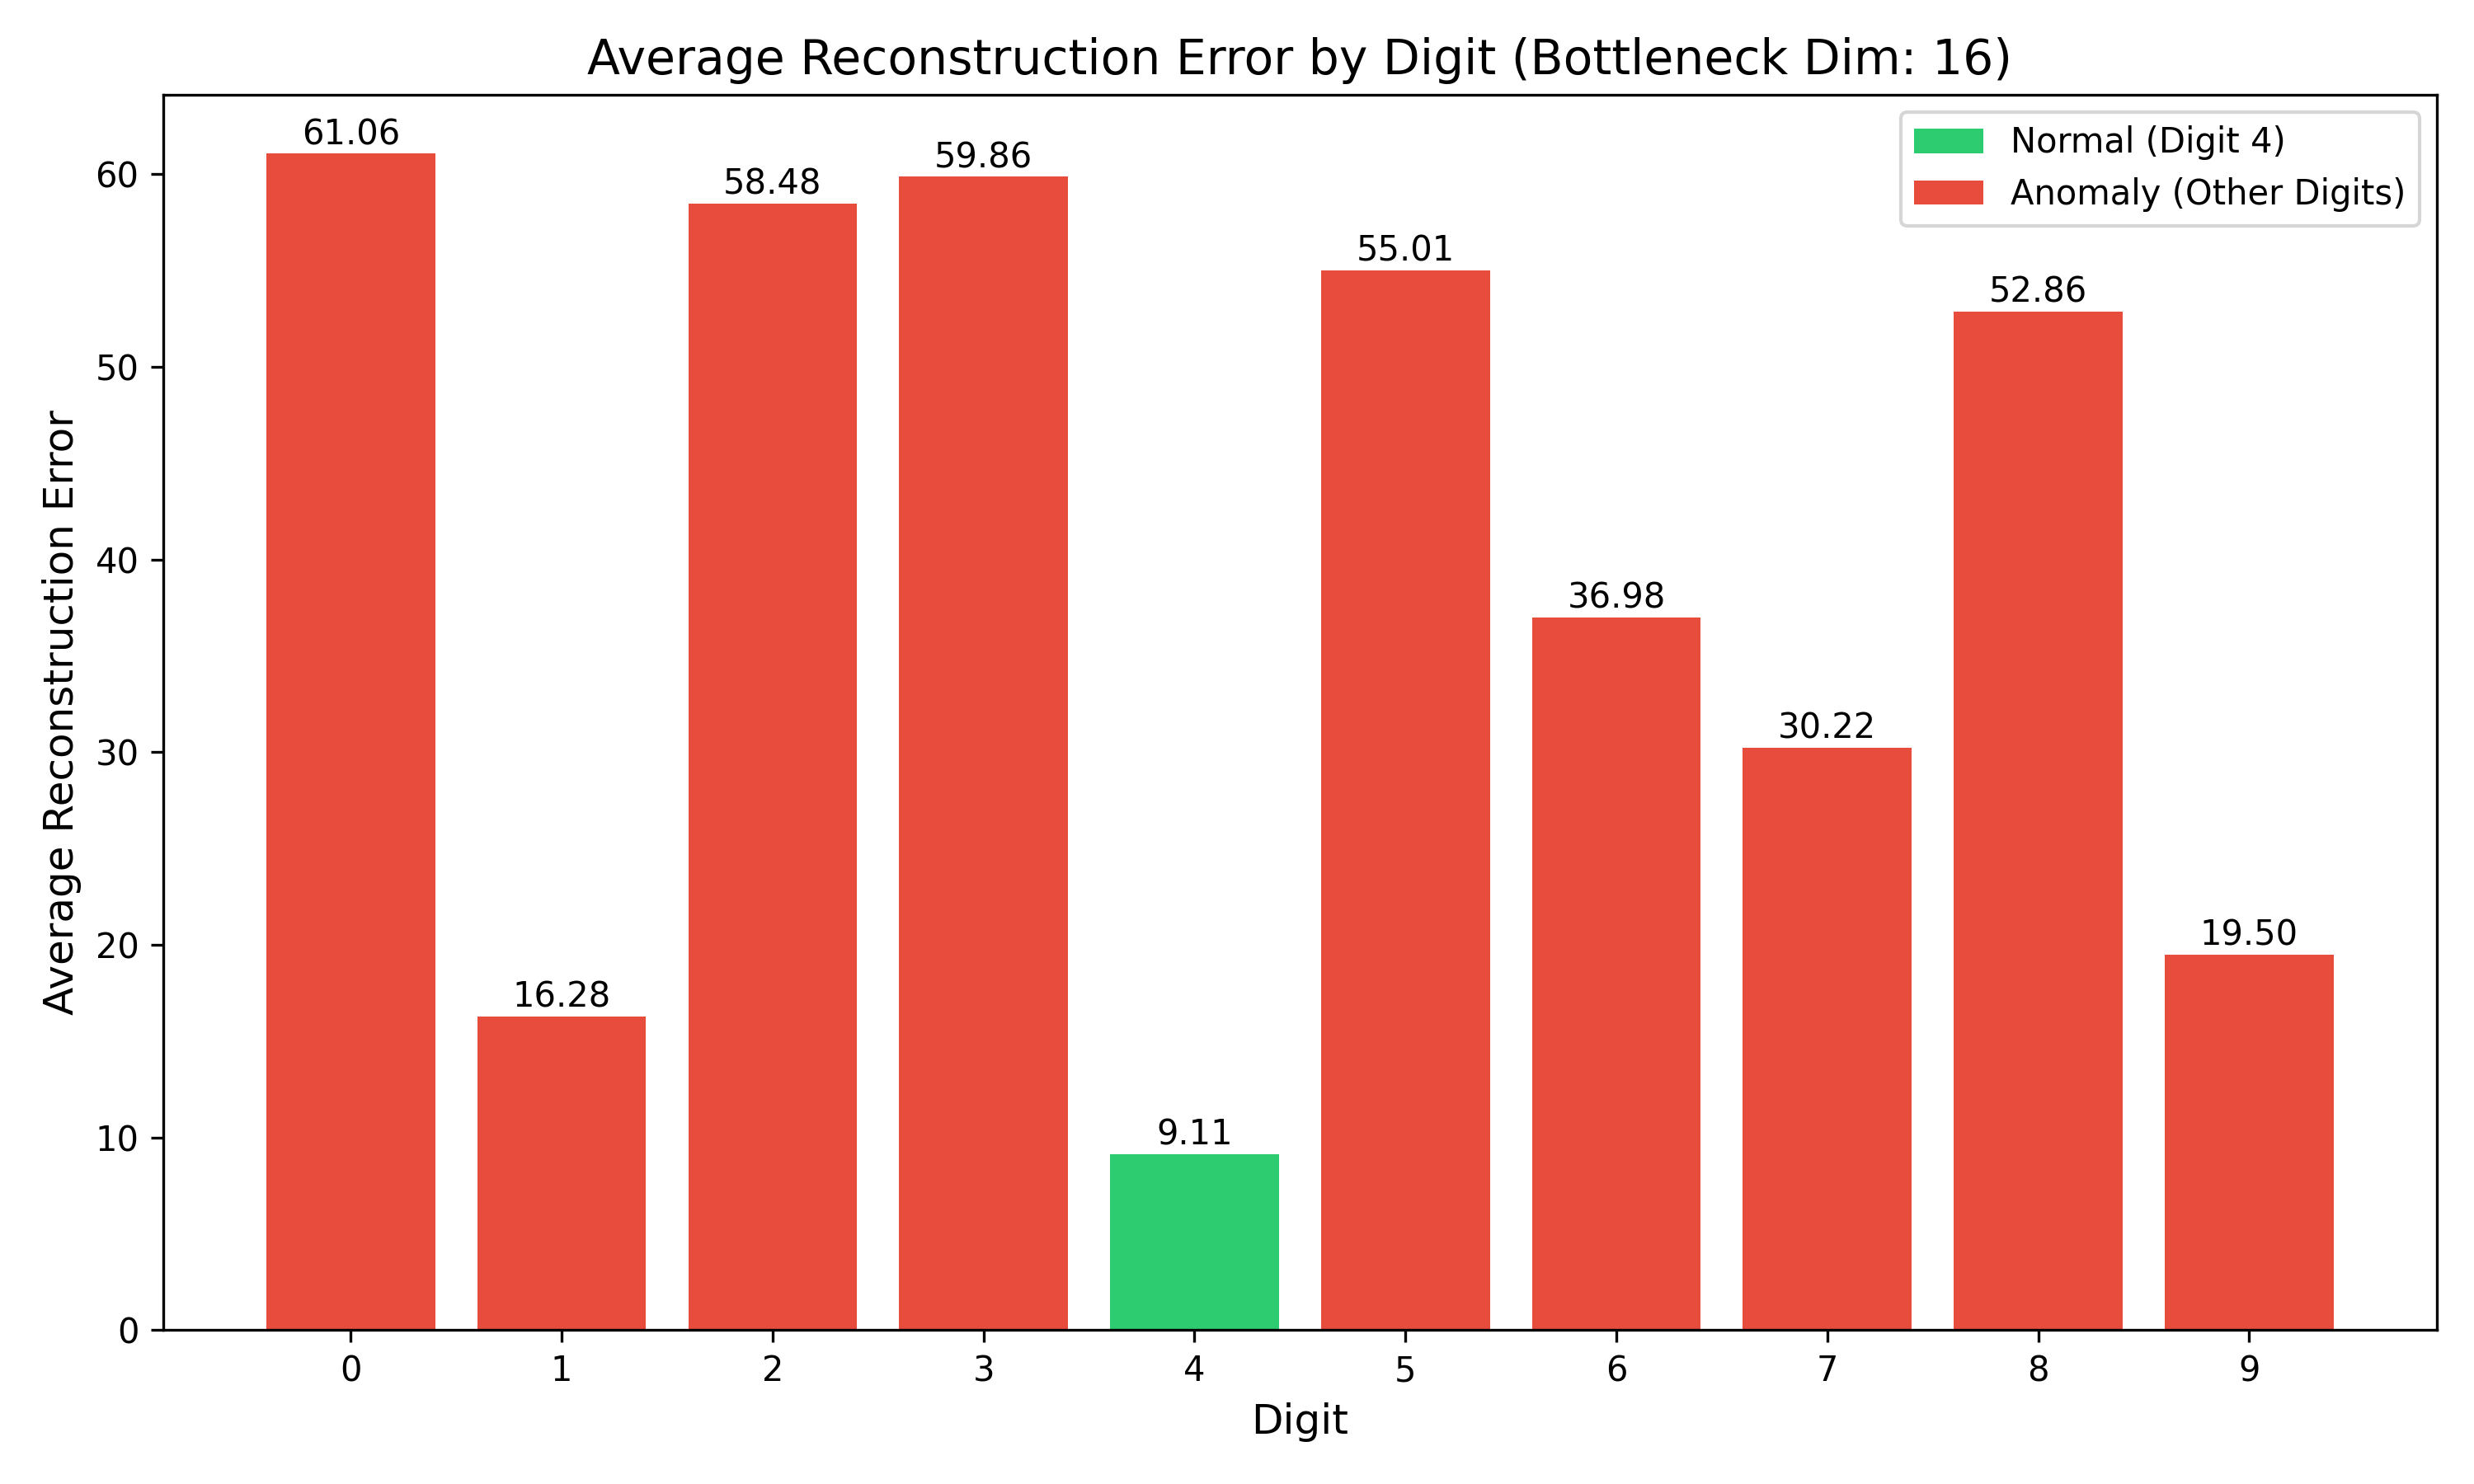 Average Reconstruction Error by Digit (Bottleneck Dim: 16)
Normal (Digit 4)
Anomaly (Other Digits)
Average Reconstruction Error
60
50
40
30
20
10
0
61.06
16.28
58.48
59.86
9.11
55.01
36.98
30.22
52.86
19.50
0 1 2 3 4 5 6 7 8 9
Digit